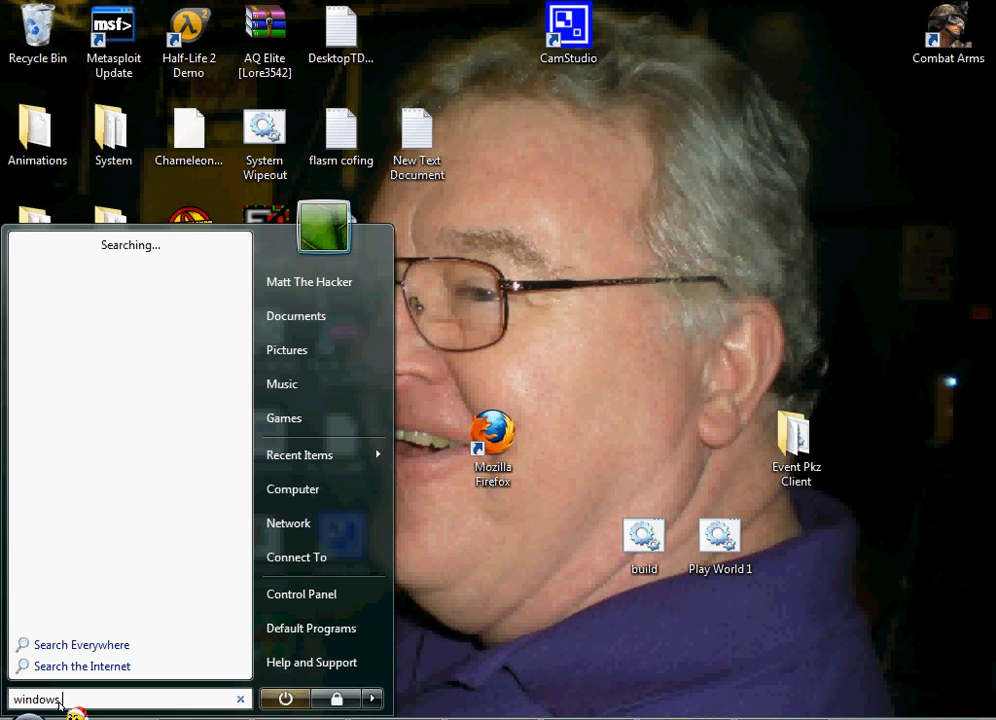 msf>
Recycle Bin
Metasploit
Update
Half-Life 2
Demo
AQ Elite
[Lore3542]
DesktopTD...
CamStudio
Combat Arms
Animations
System
Chameleon...
System
Wipeout
flasm cofing
New Text
Document
Searching...
Matt The Hacker
Documents
Pictures
Music
Games
Recent Items
Computer
Network
Connect To
Control Panel
Default Programs
Help and Support
Search Everywhere
Search the Internet
windows
Mozilla
Firefox
Event Pkz
Client
build
Play World 1